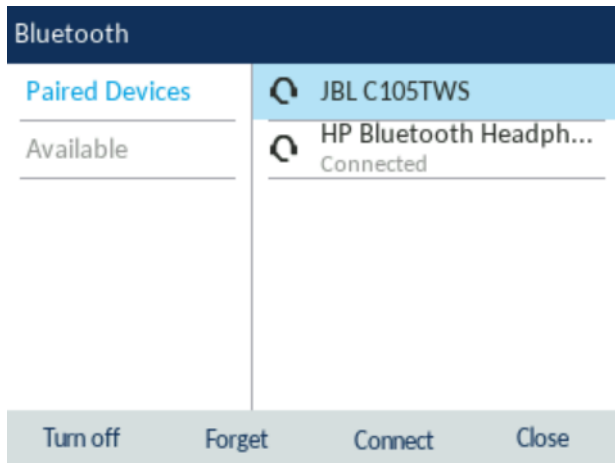 Bluetooth
Paired Devices
Available
JBL C105TWS
HP Bluetooth Headph...
Connected
Turn off Forget Connect Close